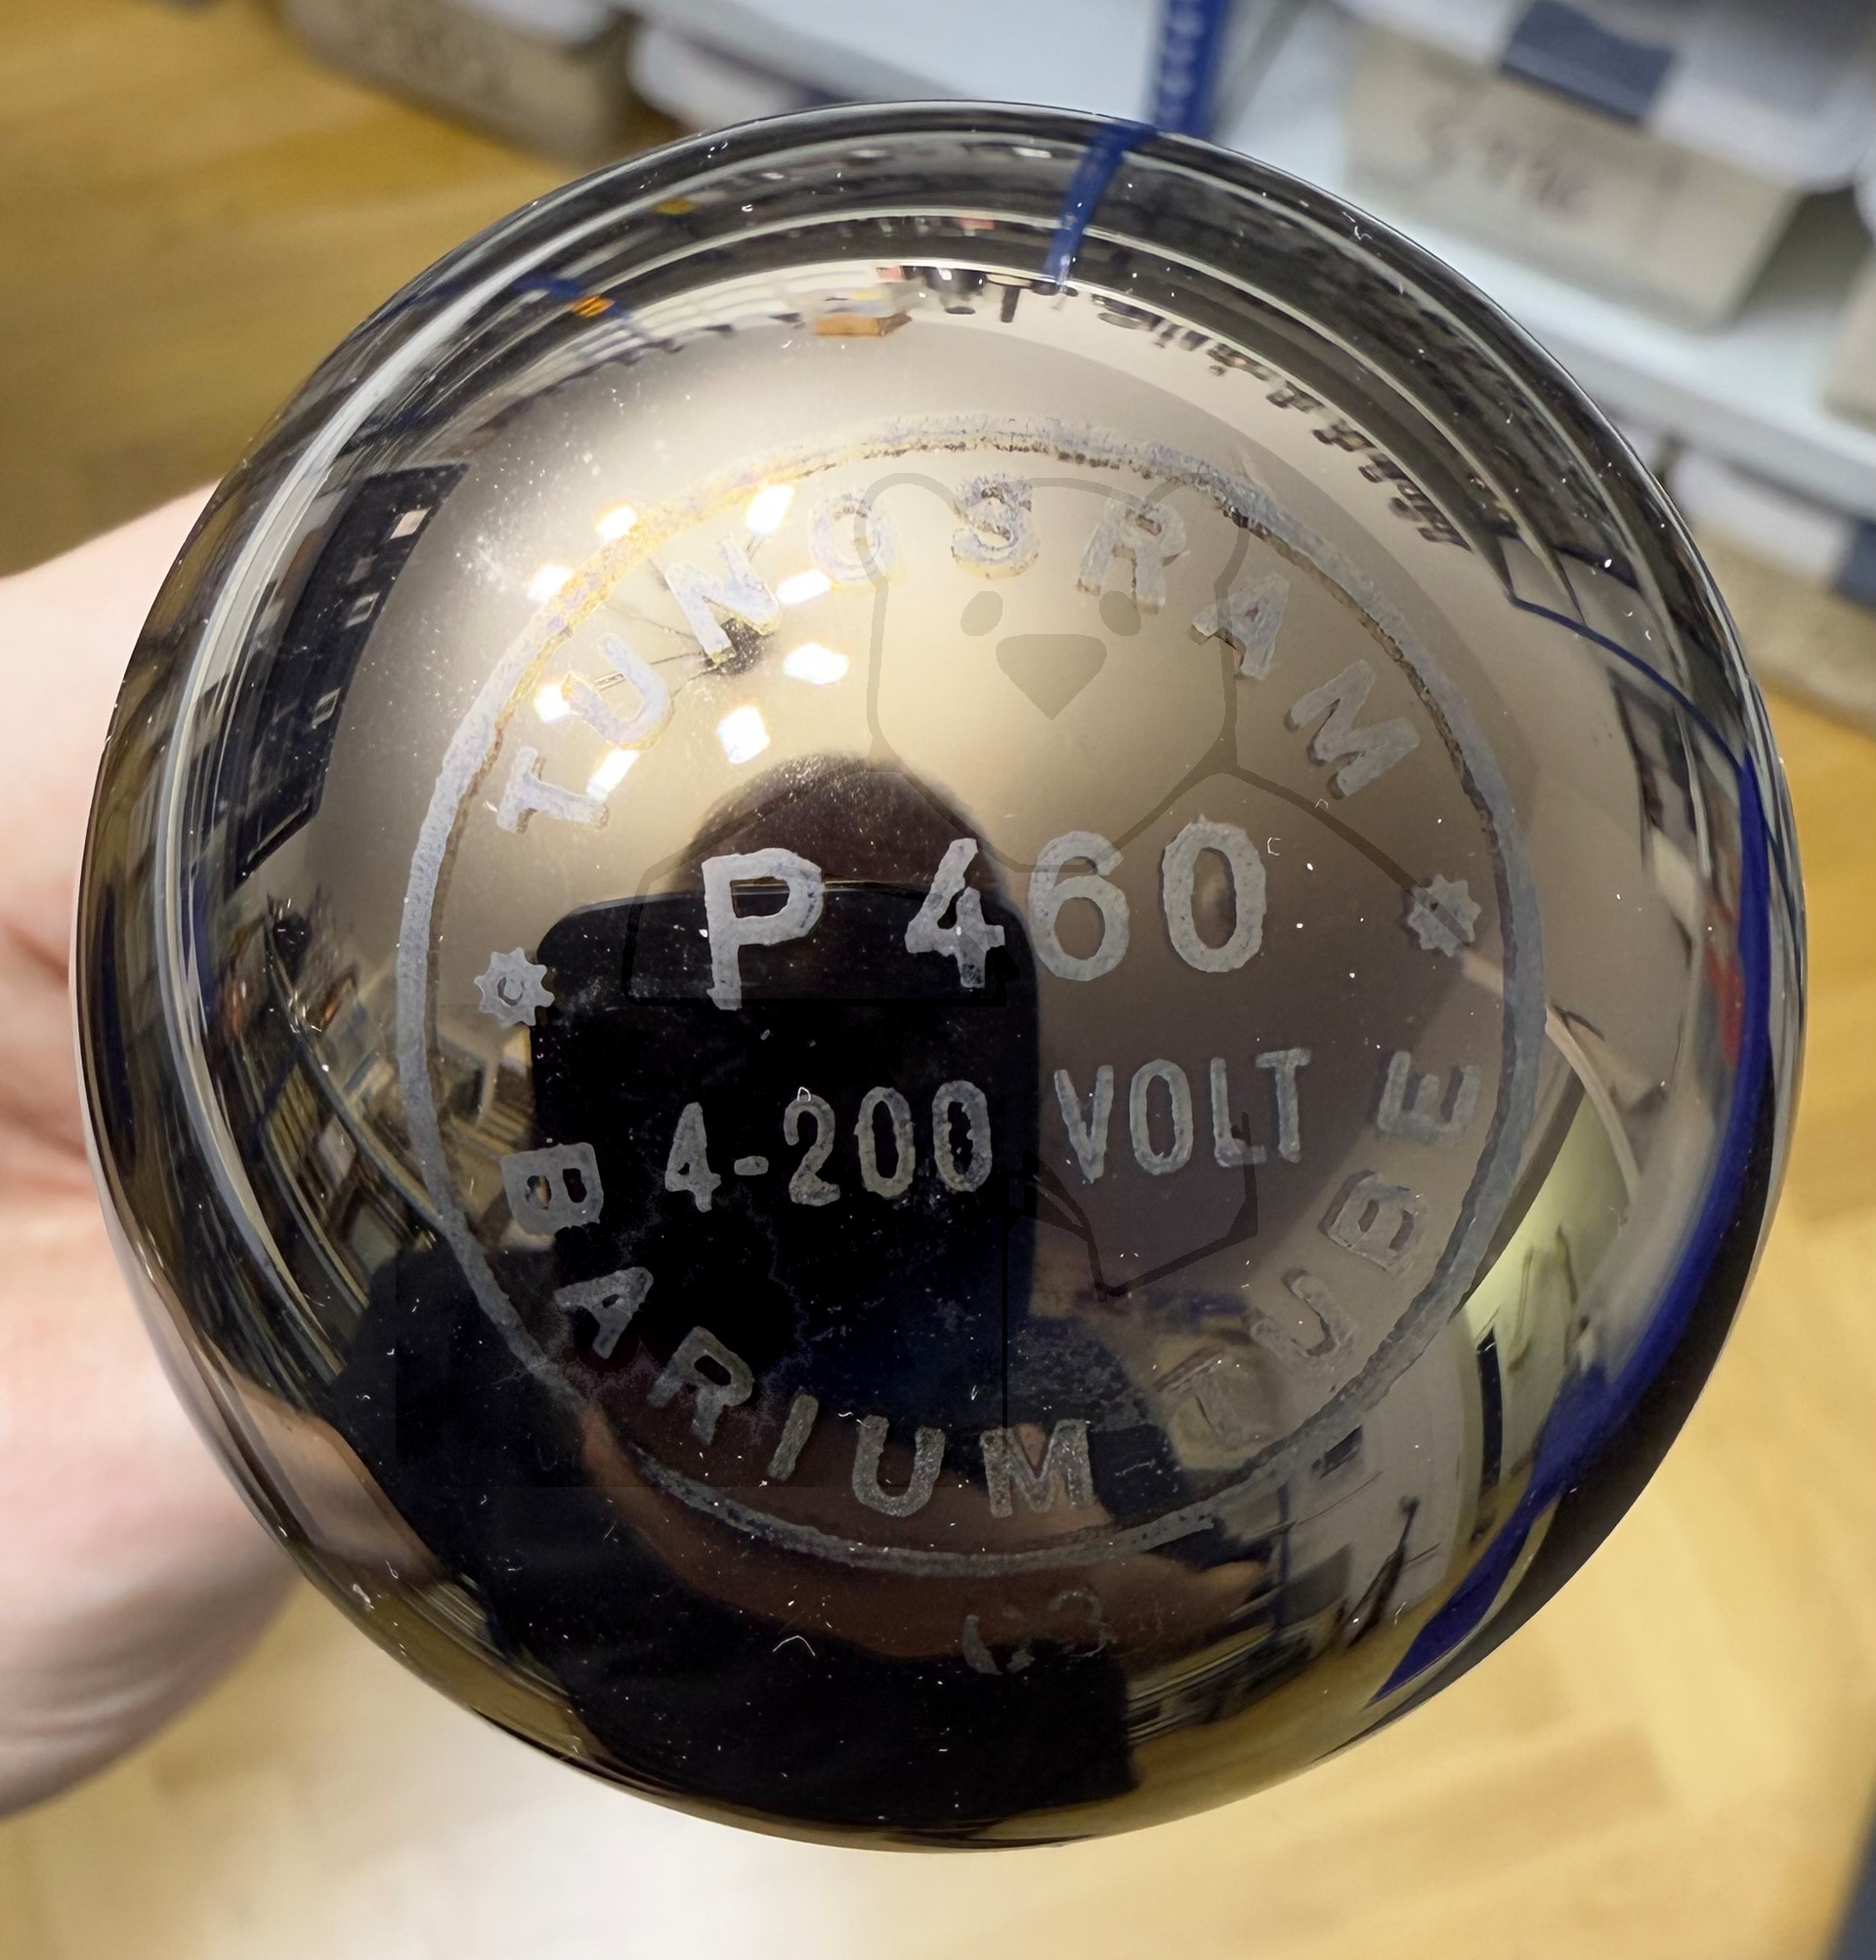 TUNGSRAM
P 460
4-200 VOLT
BARIUM TUBE